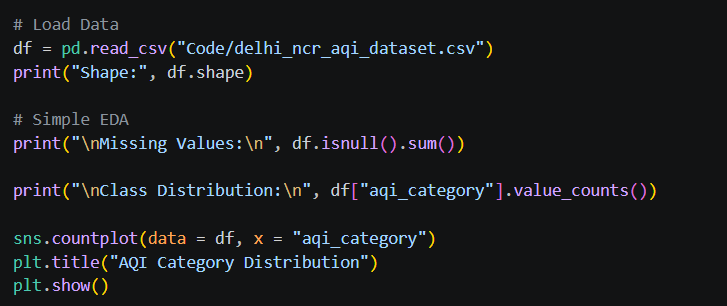 # Load Data
df = pd.read_csv("Code/delhi_ncr_aqi_dataset.csv")
print("Shape:", df.shape)
# Simple EDA
print("\nMissing Values:\n", df.isnull().sum())
print("\nClass Distribution:\n", df["aqi_category"].value_counts())
sns.countplot(data = df, x = "aqi_category")
plt.title("AQI Category Distribution")
plt.show()